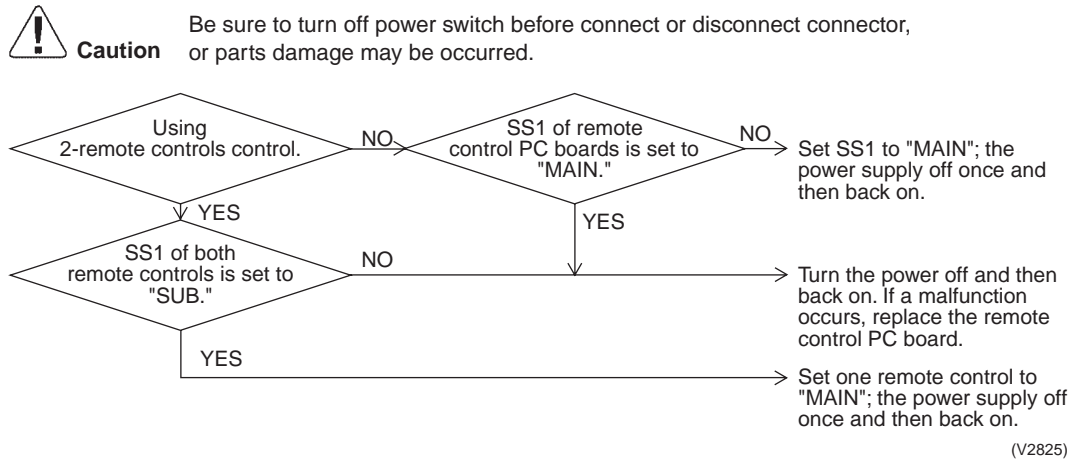 Be sure to turn off power switch before connect or disconnect connector,
Caution or parts damage may be occurred.
Using
2-remote controls control.
NO
SS1 of remote
control PC boards is set to
"MAIN."
NO
Set SS1 to "MAIN"; the
power supply off once and
then back on.
YES
YES
SS1 of both
remote controls is set to
"SUB."
NO
Turn the power off and then
back on. If a malfunction
occurs, replace the remote
control PC board.
YES
Set one remote control to
"MAIN"; the power supply off
once and then back on.
(V2825)